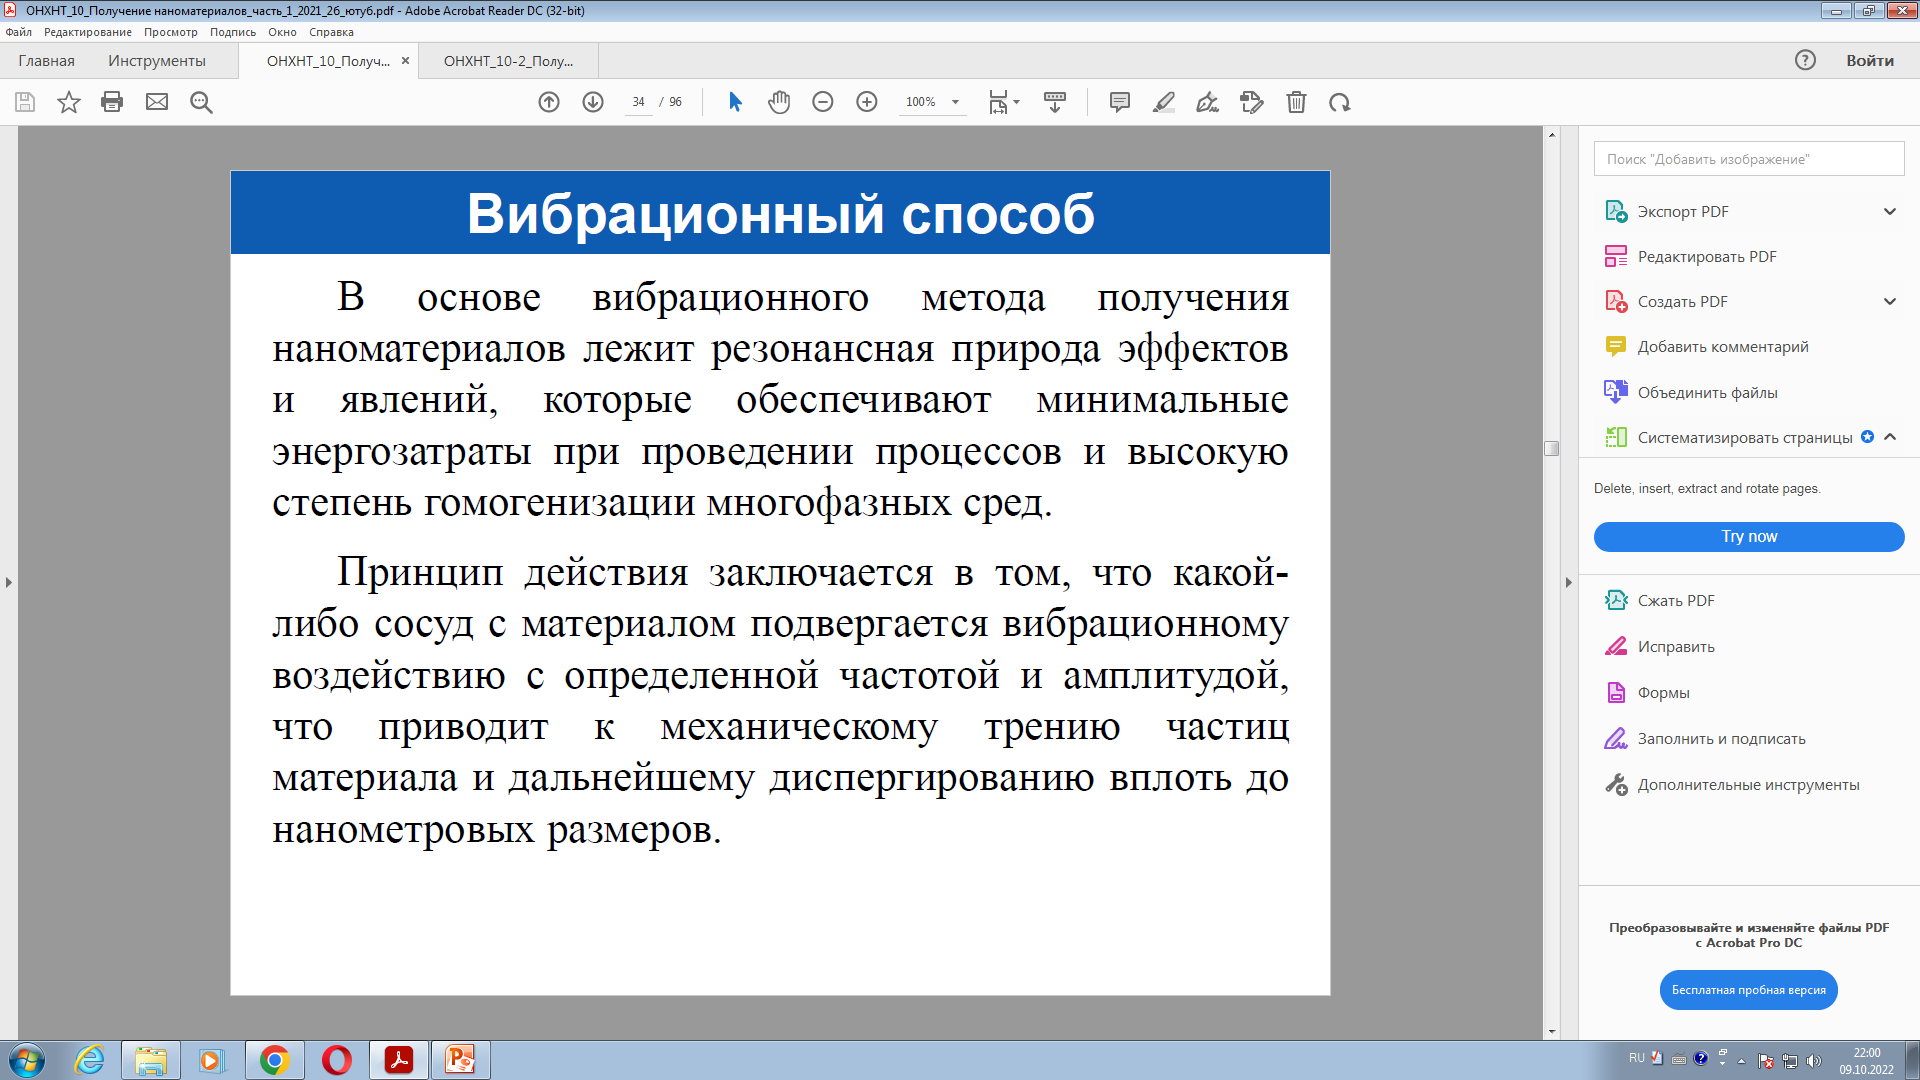 ОНХНТ_10_Получение наноматериалов_часть_1_2021_26_ютуб.pdf - Adobe Acrobat Reader DC (32-bit)
Файл Редактирование Просмотр Подпись Окно Справка
Главная Инструменты ОНХНТ_10_Получ... × ОНХНТ_10-2_Полу... Войти
34 / 96 100%
Вибрационный способ
В основе вибрационного метода получения
наноматериалов лежит резонансная природа эффектов
и явлений, которые обеспечивают минимальные
энергозатраты при проведении процессов и высокую
степень гомогенизации многофазных сред.
Принцип действия заключается в том, что какой-
либо сосуд с материалом подвергается вибрационному
воздействию с определенной частотой и амплитудой,
что приводит к механическому трению частиц
материала и дальнейшему диспергированию вплоть до
нанометровых размеров.
Поиск "Добавить изображение"
Экспорт PDF
Редактировать PDF
Создать PDF
Добавить комментарий
Объединить файлы
Систематизировать страницы
Delete, insert, extract and rotate pages.
Try now
Сжать PDF
Исправить
Формы
Заполнить и подписать
Дополнительные инструменты
Преобразовывайте и изменяйте файлы PDF
с Acrobat Pro DC
Бесплатная пробная версия
RU
22:00
09.10.2022